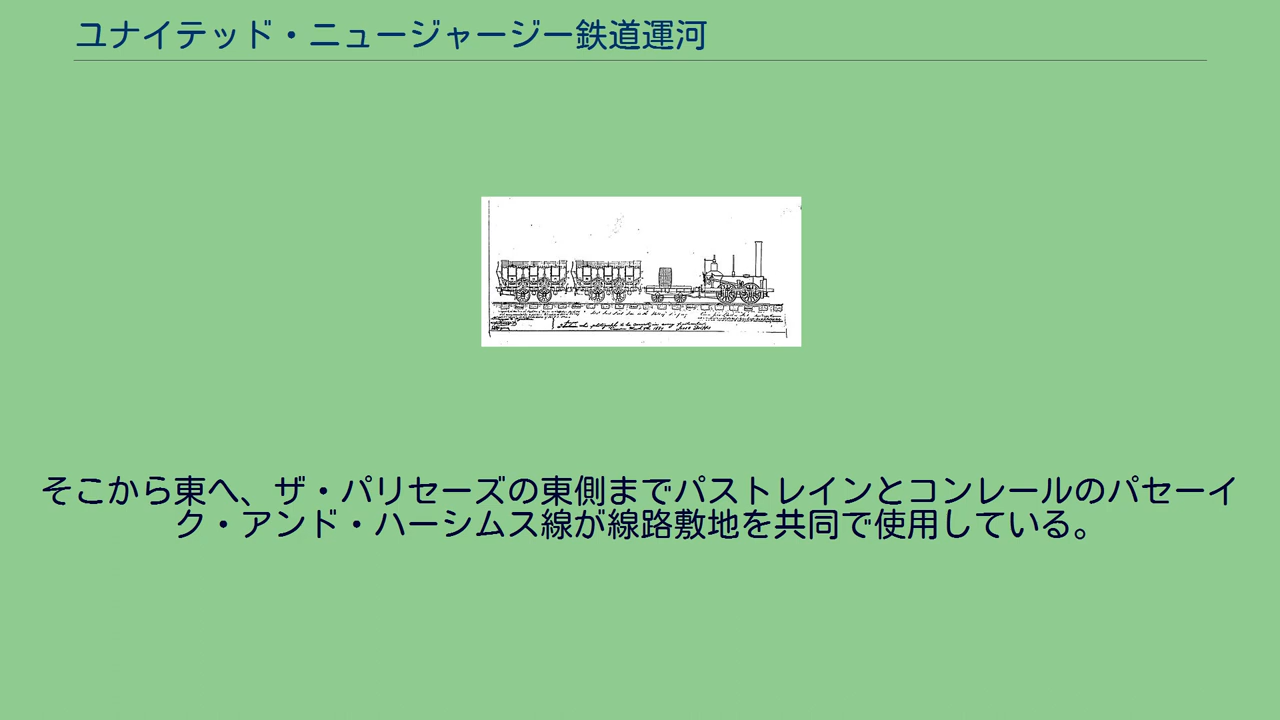 ユナイテッド・ニュージャージー鉄道運河
そこから東へ、ザ・パリセーズの東側までパストレインとコンレールのパセーイ
ク・アンド・ハーシムス線が線路敷地を共同で使用している。